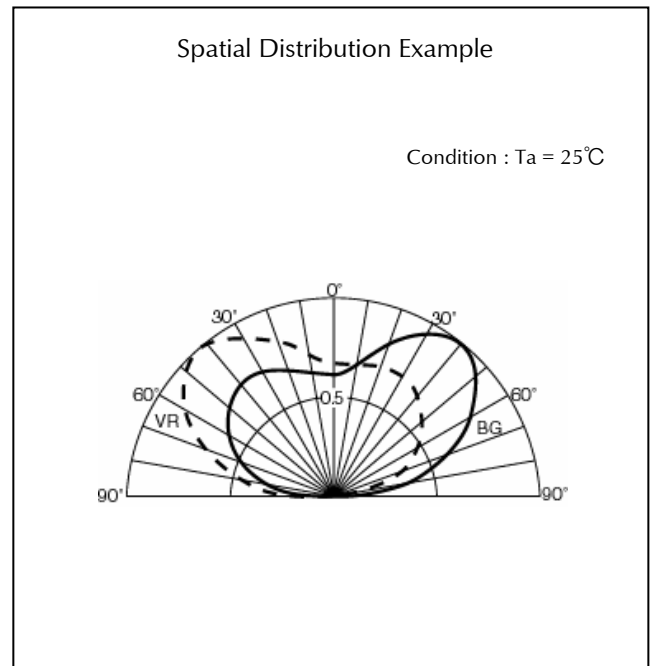 Spatial Distribution Example
Condition : Ta = 25℃
0°
30° 30°
60° 60°
0.5
VR BG
90° 90°